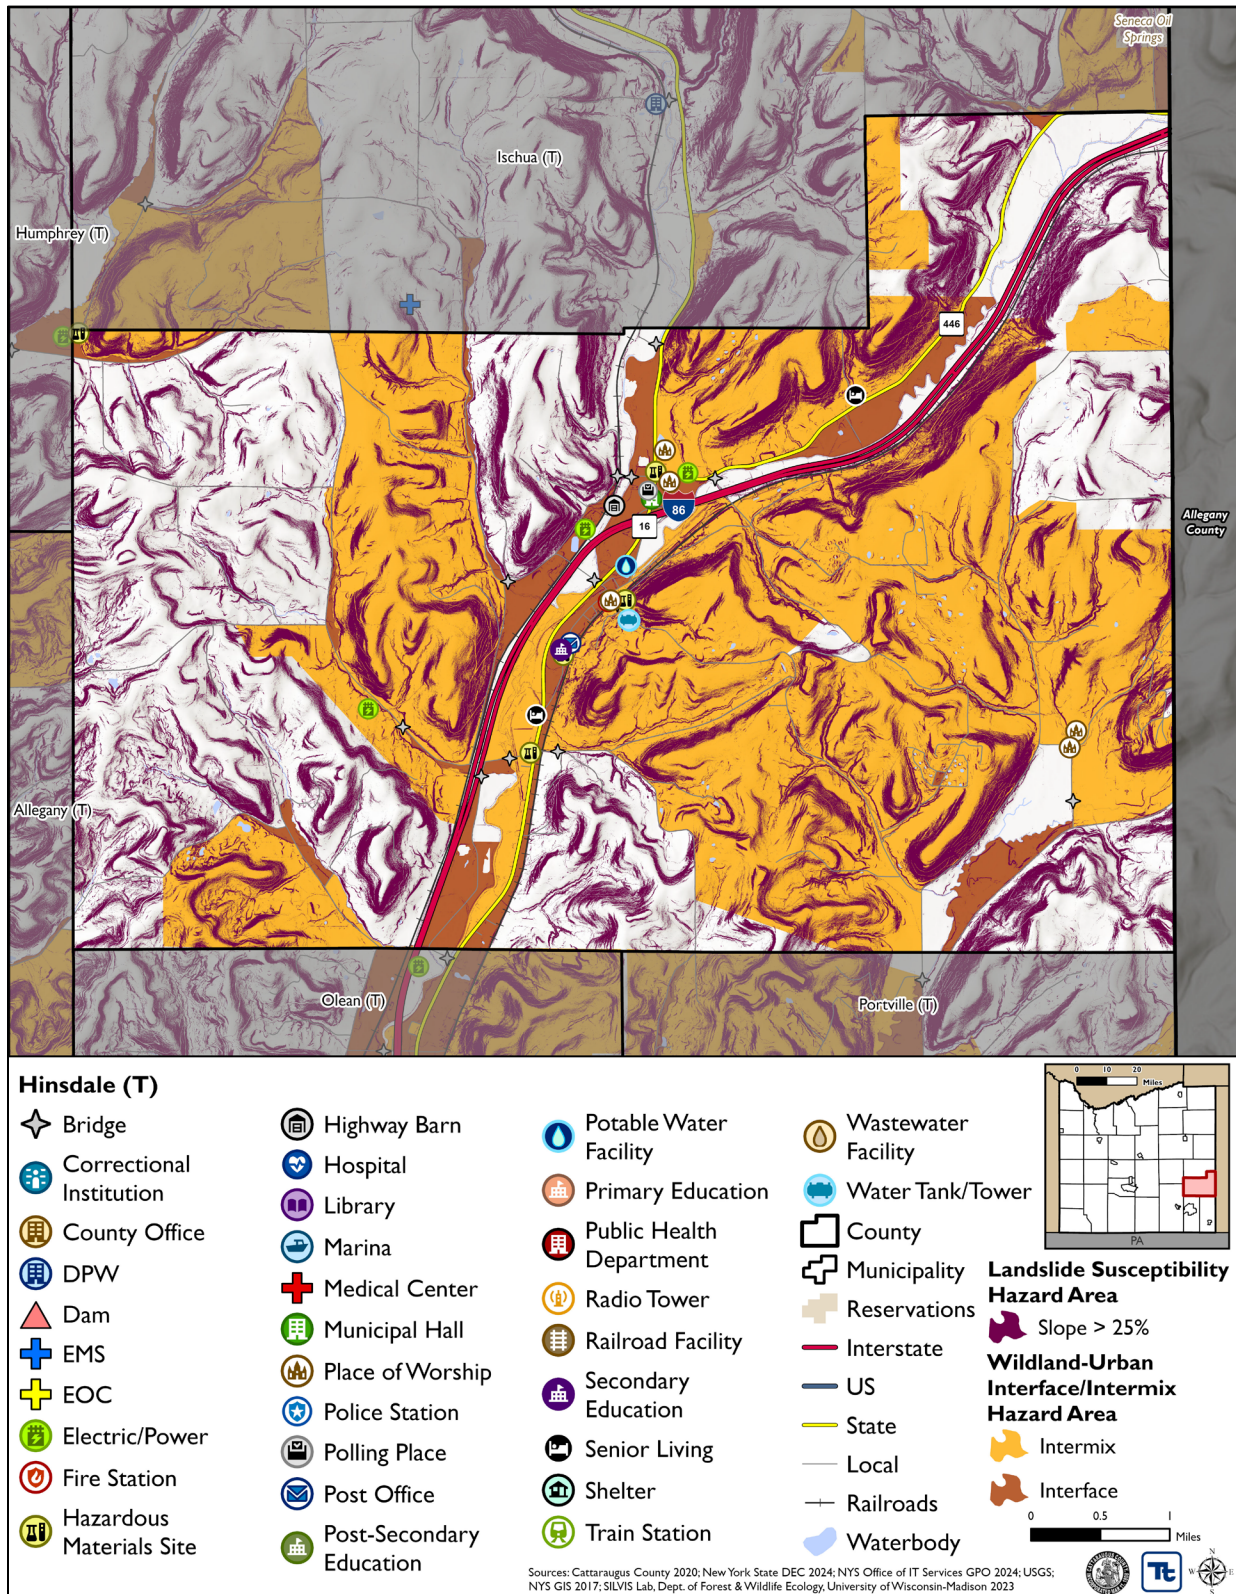 Seneca Oil
Springs
Ischua (T)
Humphrey (T)
446
86
16
Allegany
County
Allegany (T)
Olean (T)
Portville (T)
Hinsdale (T)
Bridge
Correctional
Institution
County Office
DPW
Dam
EMS
EOC
Electric/Power
Fire Station
Hazardous
Materials Site
Highway Barn
Hospital
Library
Marina
Medical Center
Municipal Hall
Place of Worship
Police Station
Polling Place
Post Office
Post-Secondary
Education
Potable Water
Facility
Primary Education
Public Health
Department
Radio Tower
Railroad Facility
Secondary
Education
Senior Living
Shelter
Train Station
Wastewater
Facility
Water Tank/Tower
County
Municipality
Reservations
Interstate
US
State
Local
Railroads
Waterbody
0 10 20
Miles
PA
Landslide Susceptibility
Hazard Area
Slope > 25%
Wildland-Urban
Interface/Intermix
Hazard Area
Intermix
Interface
0 0.5 1
Miles
Sources: Cattaraugus County 2020; New York State DEC 2024; NYS Office of IT Services GPO 2024; USGS;
NYS GIS 2017; SILVIS Lab, Dept. of Forest & Wildlife Ecology, University of Wisconsin-Madison 2023
Tt
N
W E
S